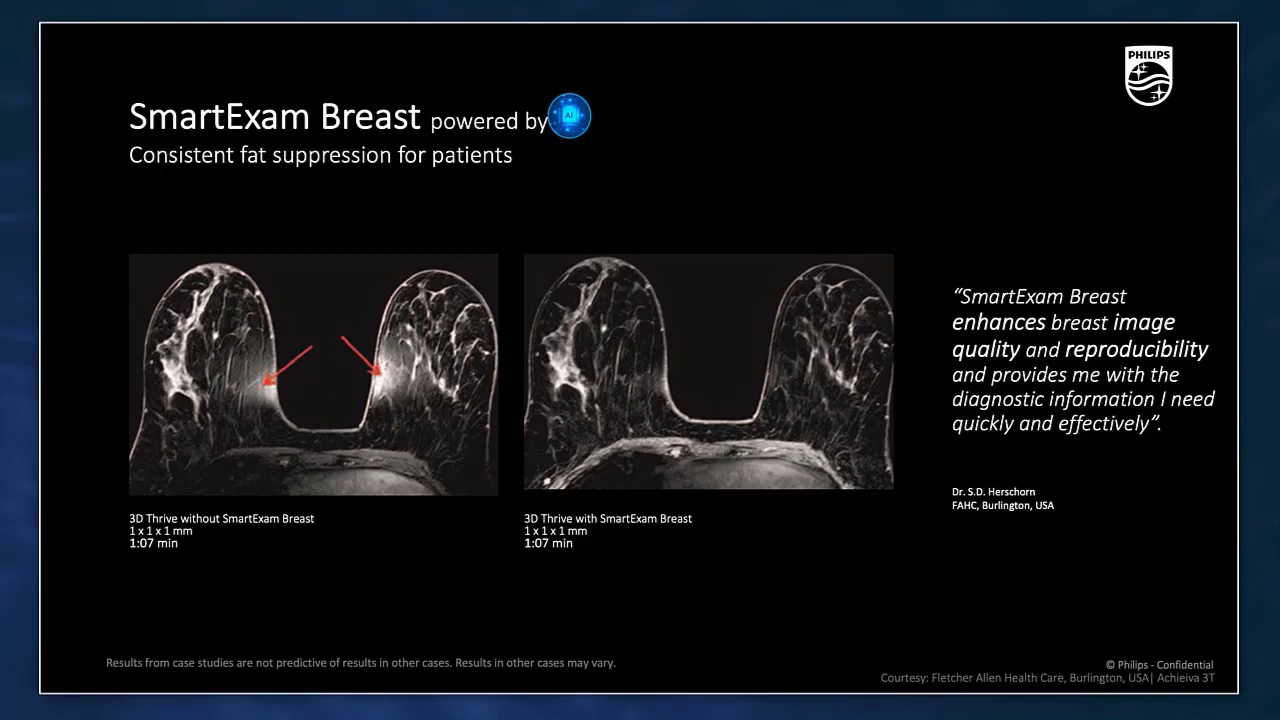 PHILIPS
SmartExam Breast powered by AI
Consistent fat suppression for patients
3D Thrive without SmartExam Breast
1 x 1 x 1 mm
1:07 min
3D Thrive with SmartExam Breast
1 x 1 x 1 mm
1:07 min
“SmartExam Breast
enhances breast image
quality and reproducibility
and provides me with the
diagnostic information I need
quickly and effectively”.
Dr. S.D. Herschorn
FAHC, Burlington, USA
Results from case studies are not predictive of results in other cases. Results in other cases may vary.
© Philips - Confidential
Courtesy: Fletcher Allen Health Care, Burlington, USA| Achieiva 3T